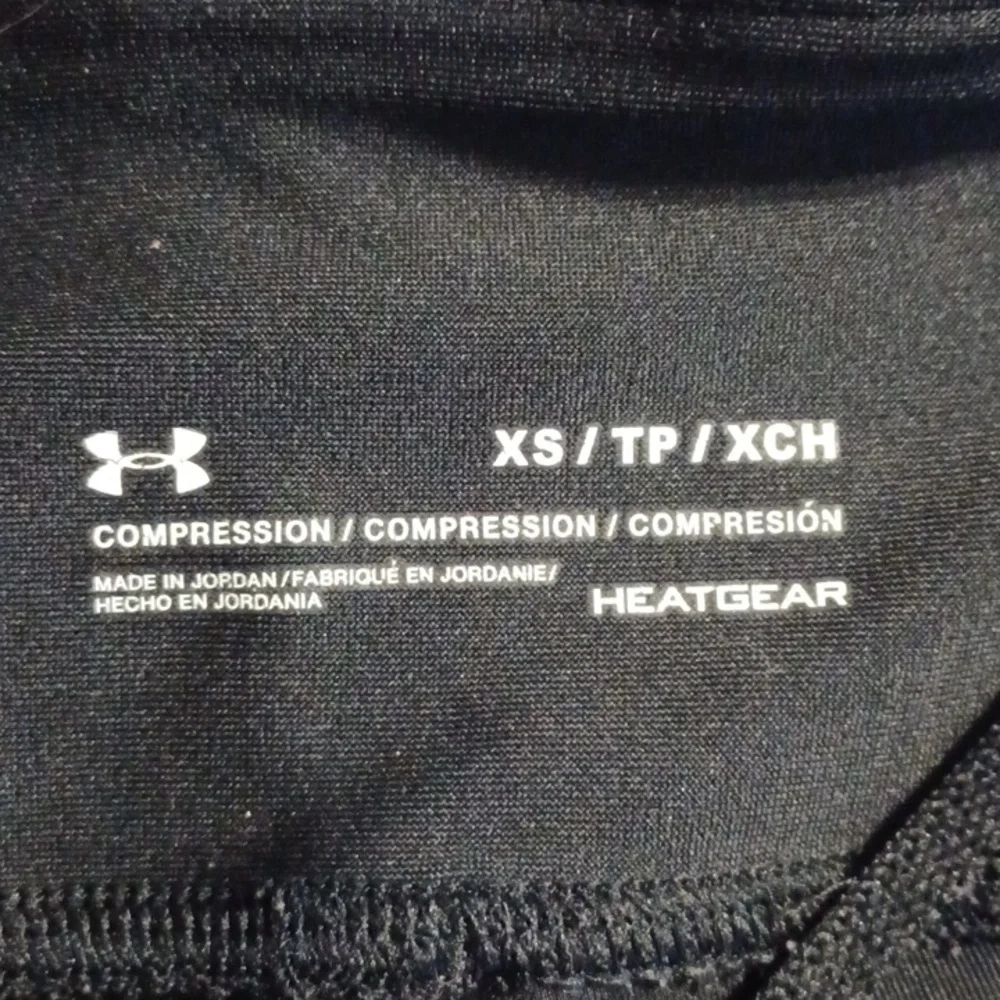 XS / TP / XCH
COMPRESSION / COMPRESSION / COMPRESIÓN
MADE IN JORDAN / FABRIQUÉ EN JORDANIE /
HECHO EN JORDANIA
HEATGEAR